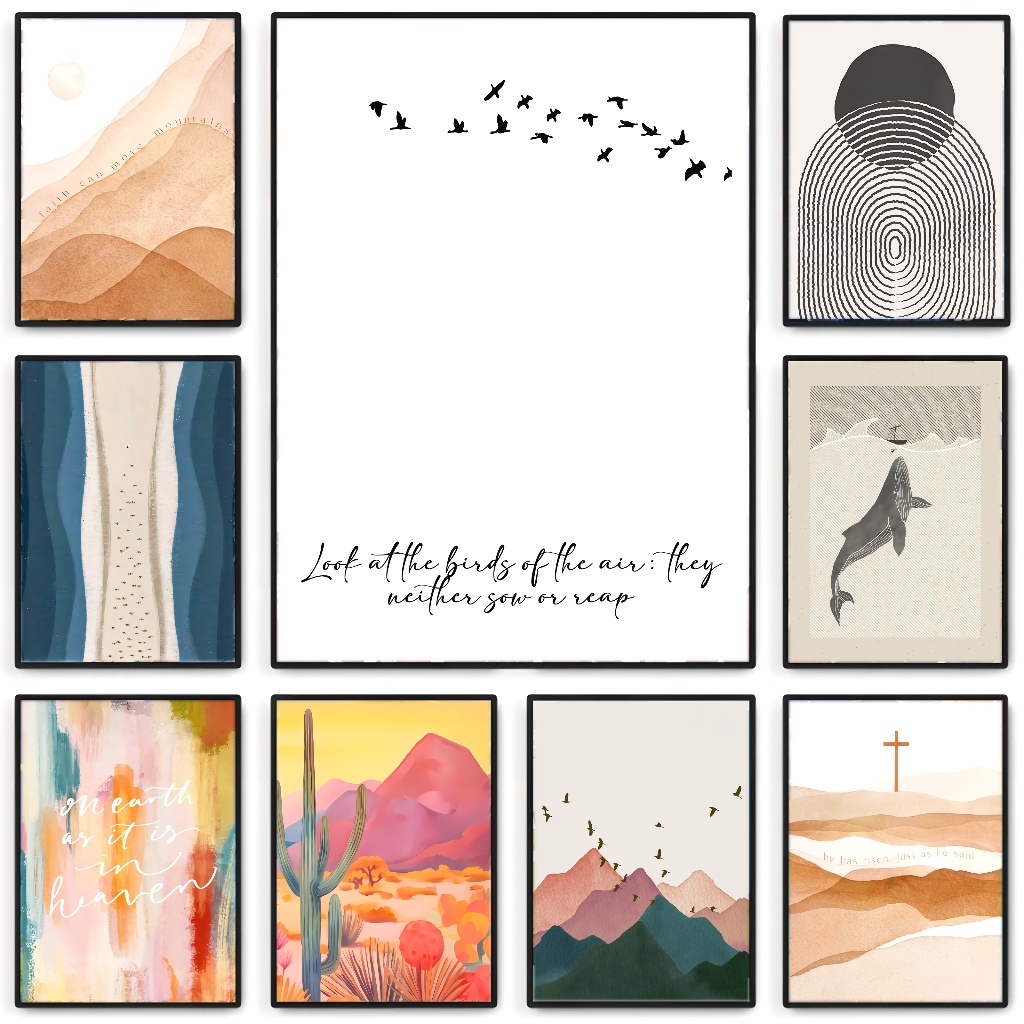 faith can move mountains
Look at the birds of the air: they
neither sow or reap
on earth
as it is
in
heaven
he has risen just as he said